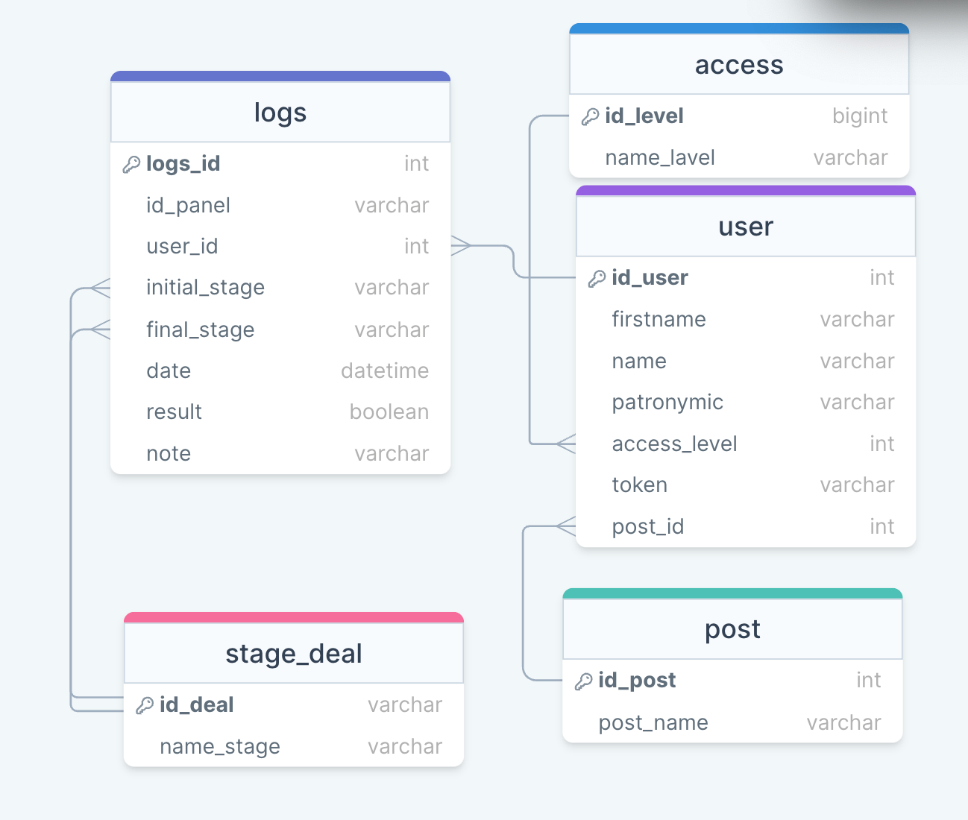 logs
logs_id int
id_panel varchar
user_id int
initial_stage varchar
final_stage varchar
date datetime
result boolean
note varchar
access
id_level bigint
name_lavel varchar
user
id_user int
firstname varchar
name varchar
patronymic varchar
access_level int
token varchar
post_id int
stage_deal
id_deal varchar
name_stage varchar
post
id_post int
post_name varchar